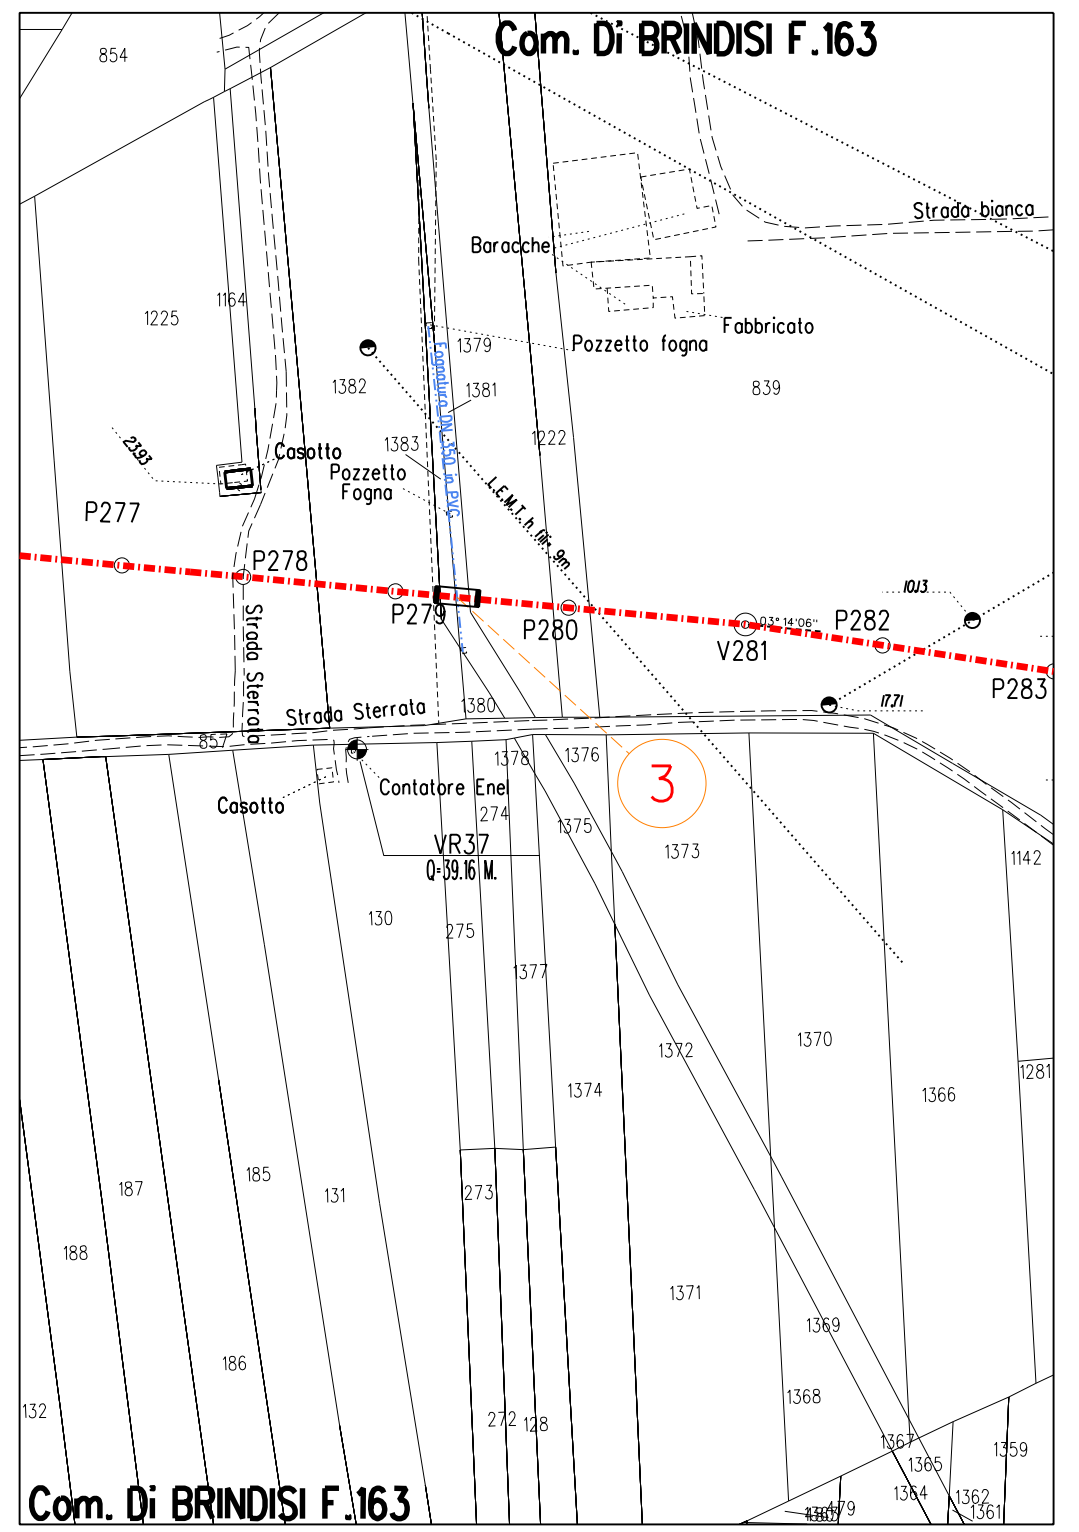 Com. Di BRINDISI F.163
854
Strada bianca
Baracche
1164
1225
Fabbricato
Pozzetto fogna
1379
1382
1381
839
Fognatura DN 350 in PVC
1222
1383
2393
Casotto
Pozzetto
Fogna
L.E.M.T. h fili 9m
P277
P278
1013
P279
P280
03°14'06"
P282
V281
Strada Sterrata
P283
1771
1380
Strada Sterrata
857
1378
1376
3
Contatore Enel
Casotto
274
1375
VR37
1373
1142
Q=39.16 M.
130
275
1377
1370
1372
1281
1374
1366
185
187
131
273
188
1371
1369
186
1368
132
272
128
1367
1359
1365
1364
1362
479
1361
Com. Di BRINDISI F.163